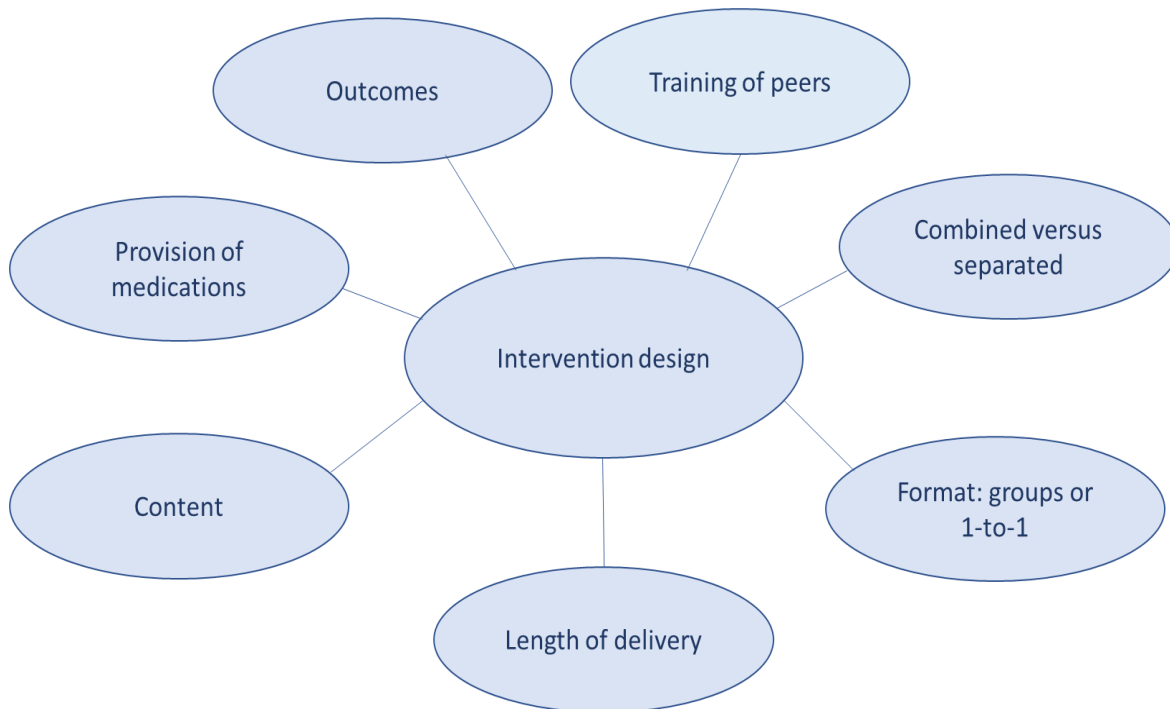 Outcomes
Training of peers
Provision of
medications
Combined versus
separated
Intervention design
Content
Format: groups or
1-to-1
Length of delivery